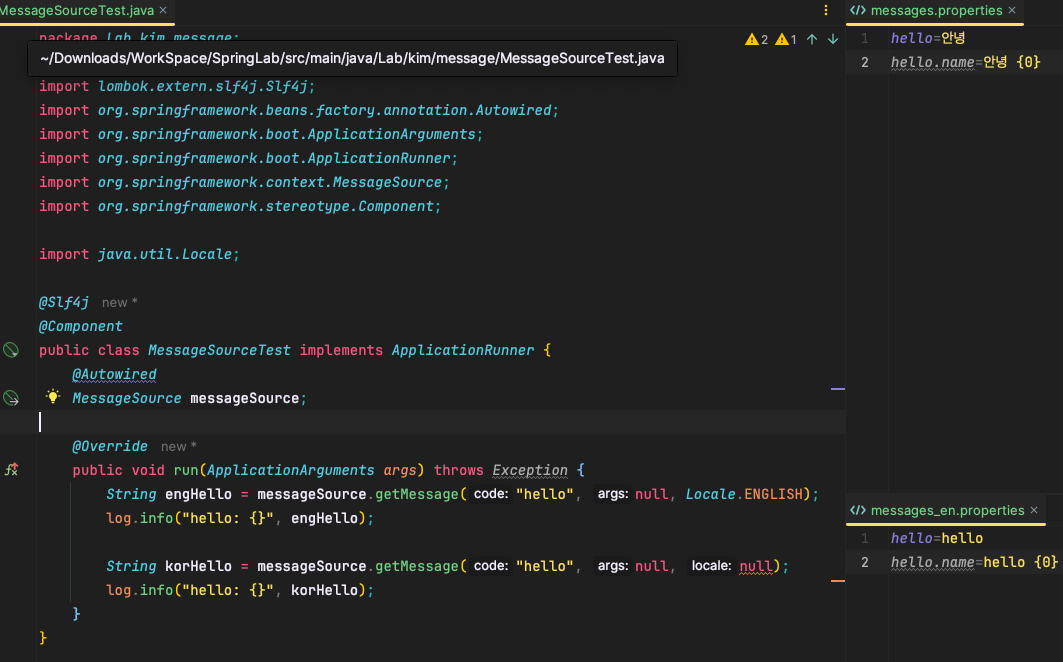 MessageSourceTest.java ×
package Lab.kim.message;
~/Downloads/WorkSpace/SpringLab/src/main/java/Lab/kim/message/MessageSourceTest.java
2 1
import lombok.extern.slf4j.Slf4j;
import org.springframework.beans.factory.annotation.Autowired;
import org.springframework.boot.ApplicationArguments;
import org.springframework.boot.ApplicationRunner;
import org.springframework.context.MessageSource;
import org.springframework.stereotype.Component;
import java.util.Locale;
@Slf4j new *
@Component
public class MessageSourceTest implements ApplicationRunner {
@Autowired
MessageSource messageSource;
@Override new *
public void run(ApplicationArguments args) throws Exception {
String engHello = messageSource.getMessage( code: "hello", args: null, Locale.ENGLISH);
log.info("hello: {}", engHello);
String korHello = messageSource.getMessage( code: "hello", args: null, locale: null);
log.info("hello: {}", korHello);
}
}
</> messages.properties ×
1 hello=안녕
2 hello.name=안녕 {0}
</> messages_en.properties ×
1 hello=hello
2 hello.name=hello {0}